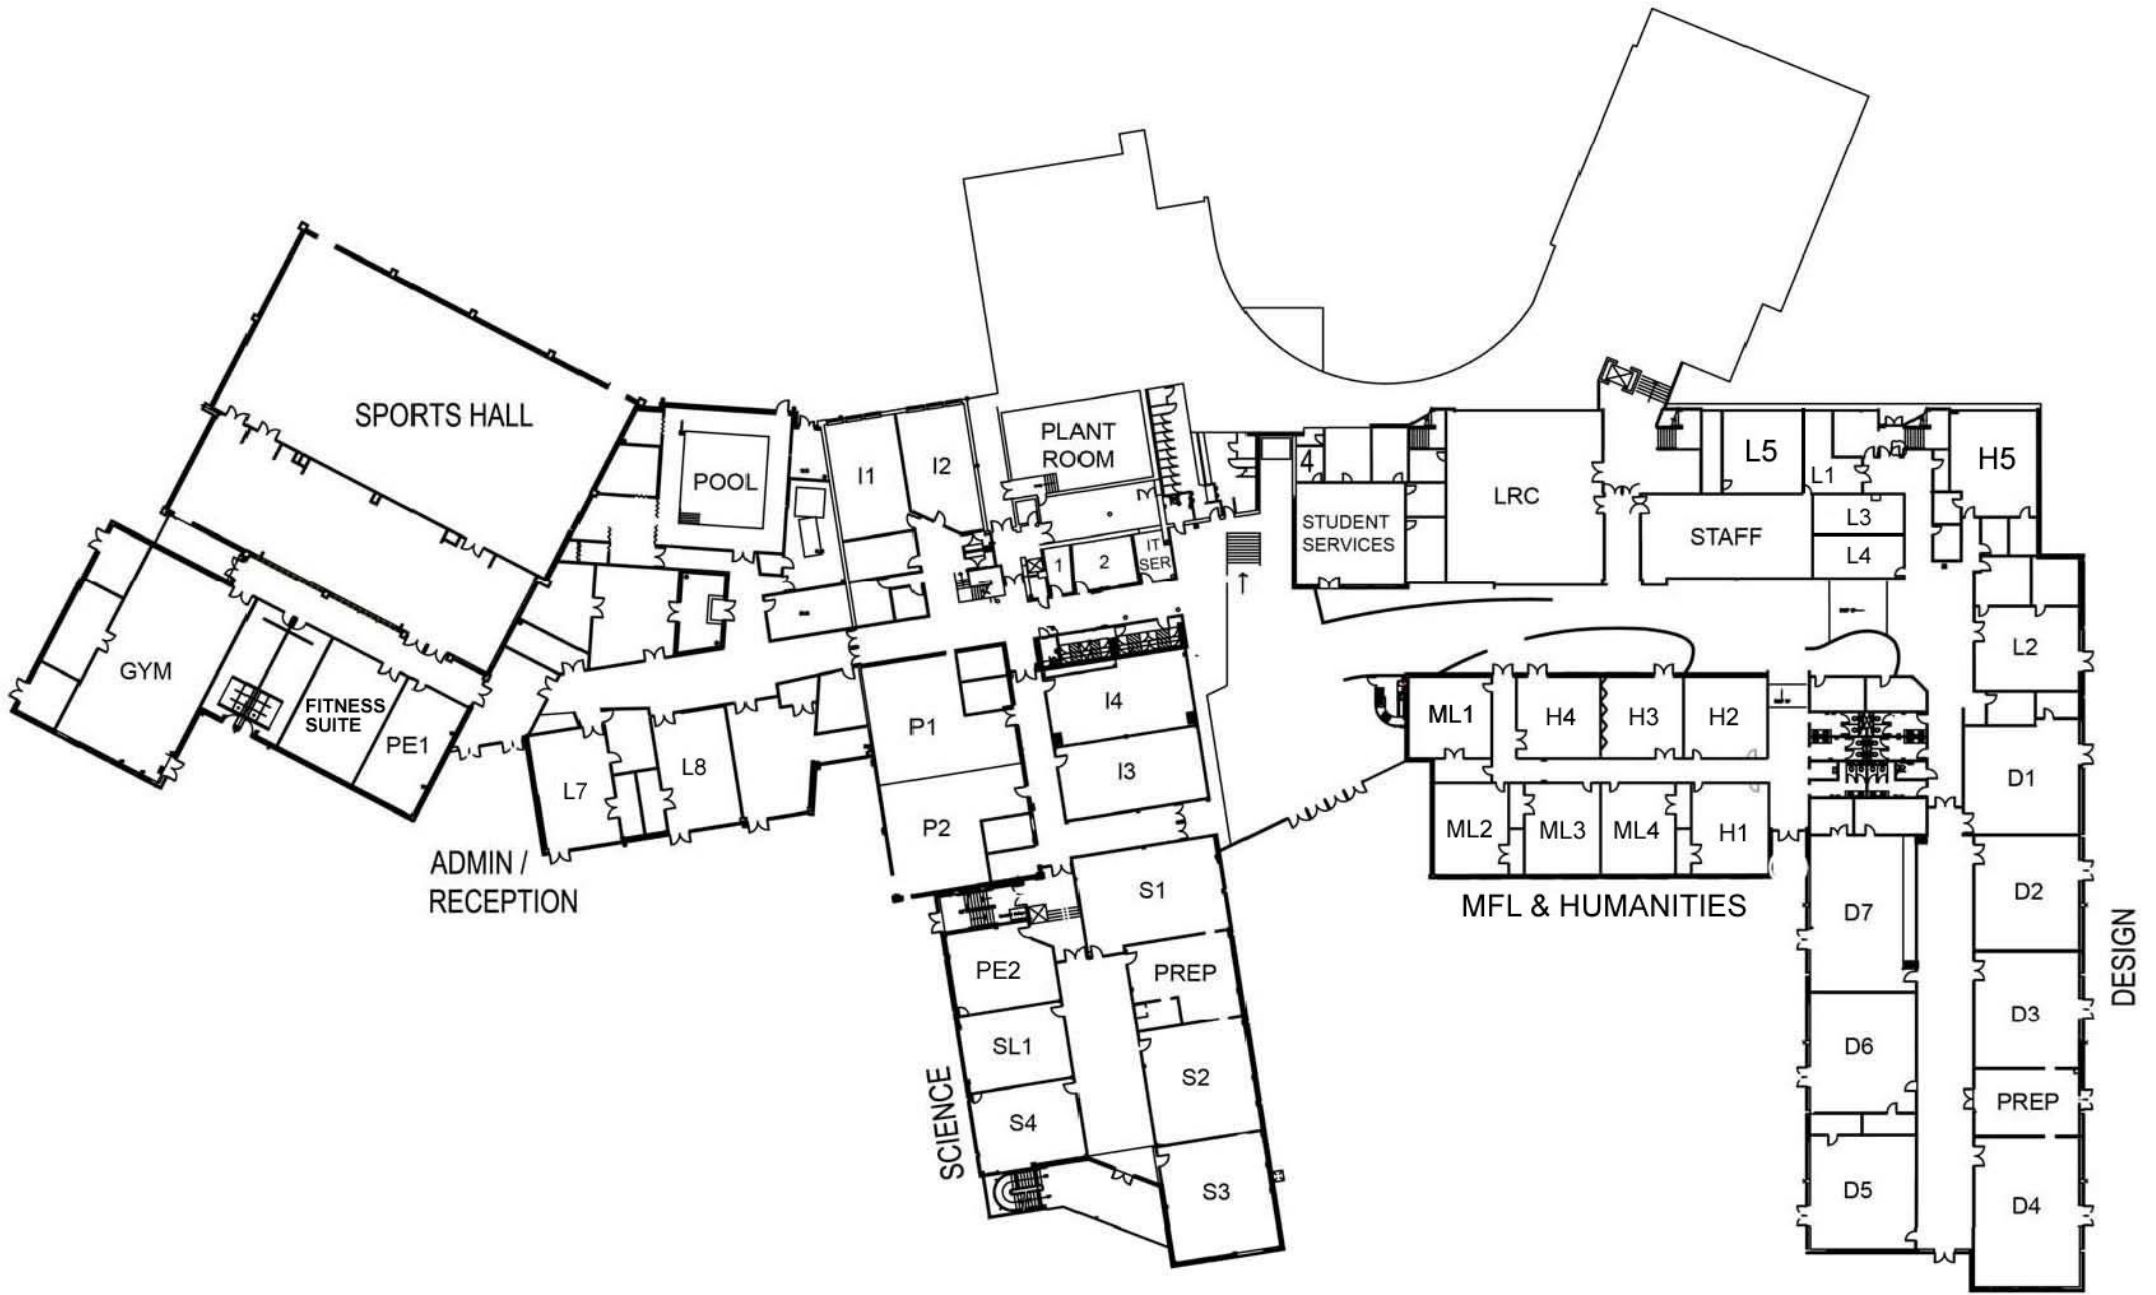 SPORTS HALL
POOL
I1
I2
PLANT
ROOM
1
2
IT
SER
4
STUDENT
SERVICES
LRC
L5
L1
L3
L4
STAFF
H5
L2
GYM
FITNESS
SUITE
PE1
L7
L8
P1
P2
I4
I3
ADMIN /
RECEPTION
ML1
H4
H3
H2
ML2
ML3
ML4
H1
MFL & HUMANITIES
S1
PREP
PE2
SL1
S2
S4
S3
SCIENCE
D1
D2
D7
D3
D6
PREP
D5
D4
DESIGN